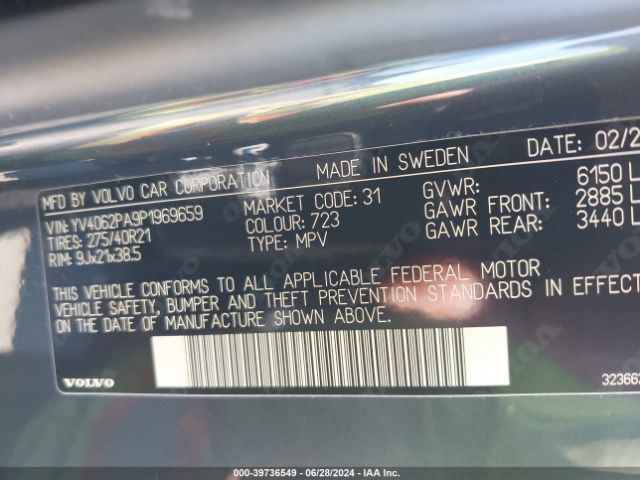 MFD BY VOLVO CAR CORPORATION MADE IN SWEDEN DATE: 02/2
VIN: YV4062PA9P1969659 MARKET CODE: 31 GVWR: 6150 L
TIRES: 275/40R21 COLOUR: 723 GAWR FRONT: 2885 L
RIM: 9Jx21x38.5 TYPE: MPV GAWR REAR: 3440 L
THIS VEHICLE CONFORMS TO ALL APPLICABLE FEDERAL MOTOR
VEHICLE SAFETY, BUMPER AND THEFT PREVENTION STANDARDS IN EFFECT
ON THE DATE OF MANUFACTURE SHOWN ABOVE.
VOLVO 32366
000-39736549 / 06/28/2024 / IAA